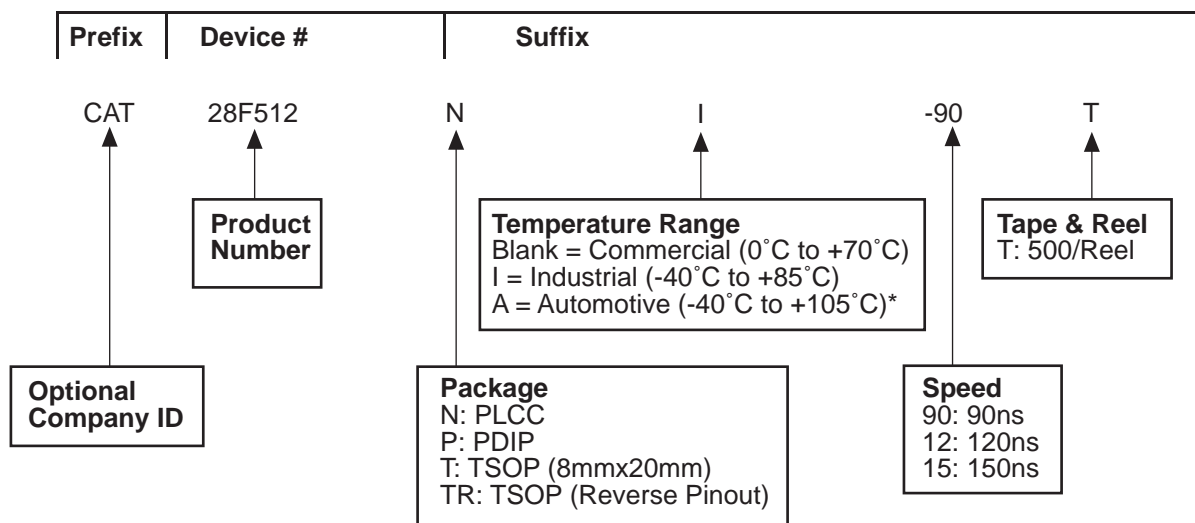 Prefix Device # Suffix
CAT 28F512 N I -90 T
Product
Number
Temperature Range
Blank = Commercial (0˚C to +70˚C)
I = Industrial (-40˚C to +85˚C)
A = Automotive (-40˚C to +105˚C)*
Tape & Reel
T: 500/Reel
Optional
Company ID
Package
N: PLCC
P: PDIP
T: TSOP (8mmx20mm)
TR: TSOP (Reverse Pinout)
Speed
90: 90ns
12: 120ns
15: 150ns